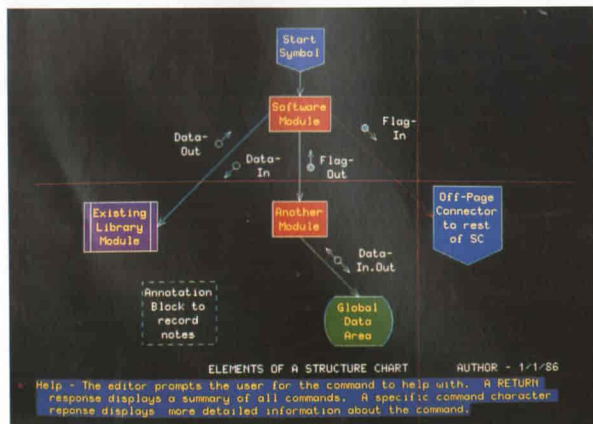 Start
Symbol
Software
Module
Data-
Out
Data-
In
Flag-
Out
Flag-
In
Existing
Library
Module
Another
Module
Off-Page
Connector
to rest
of SC
Data-
In.Out
Annotation
Block to
record
notes
Global
Data
Area
ELEMENTS OF A STRUCTURE CHART AUTHOR - 1/1/86
Help - The editor prompts the user for the command to help with. A RETURN
response displays a summary of all commands. A specific command character
reponse displays more detailed information about the command.